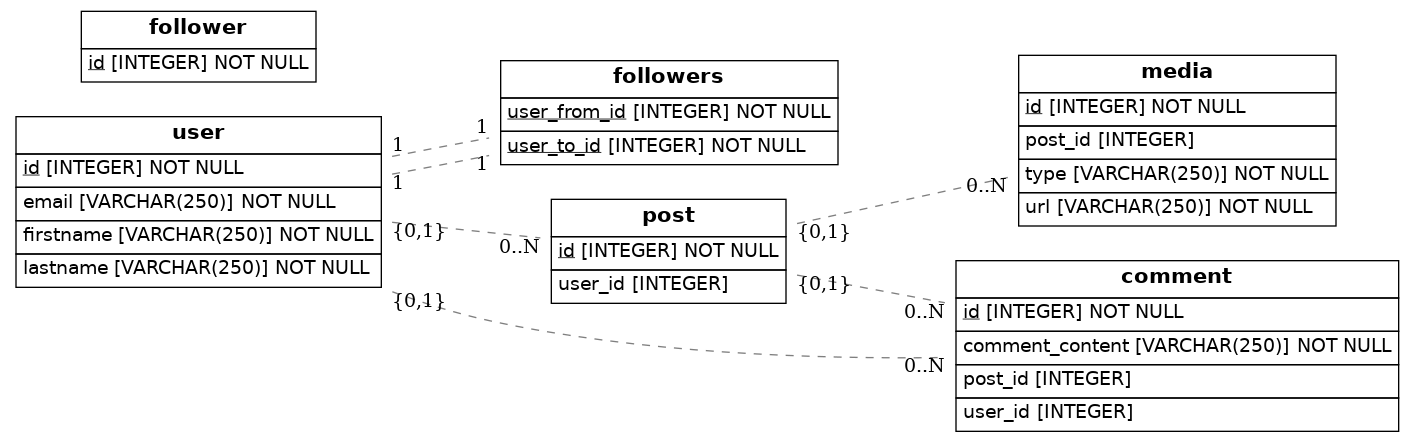 follower
id [INTEGER] NOT NULL
user
id [INTEGER] NOT NULL
email [VARCHAR(250)] NOT NULL
firstname [VARCHAR(250)] NOT NULL
lastname [VARCHAR(250)] NOT NULL
1
1
1
1
{0,1}
0..N
{0,1}
0..N
followers
user_from_id [INTEGER] NOT NULL
user_to_id [INTEGER] NOT NULL
post
id [INTEGER] NOT NULL
user_id [INTEGER]
{0,1}
0..N
{0,1}
0..N
media
id [INTEGER] NOT NULL
post_id [INTEGER]
type [VARCHAR(250)] NOT NULL
url [VARCHAR(250)] NOT NULL
comment
id [INTEGER] NOT NULL
comment_content [VARCHAR(250)] NOT NULL
post_id [INTEGER]
user_id [INTEGER]